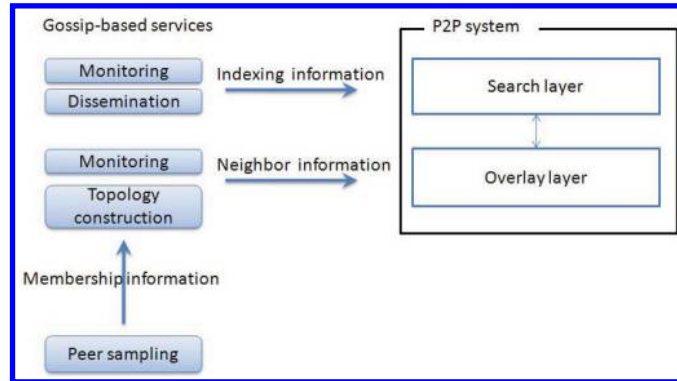 Gossip-based services
P2P system
Monitoring
Indexing information
Dissemination
Search layer
Monitoring
Neighbor information
Topology
construction
Overlay layer
Membership information
Peer sampling